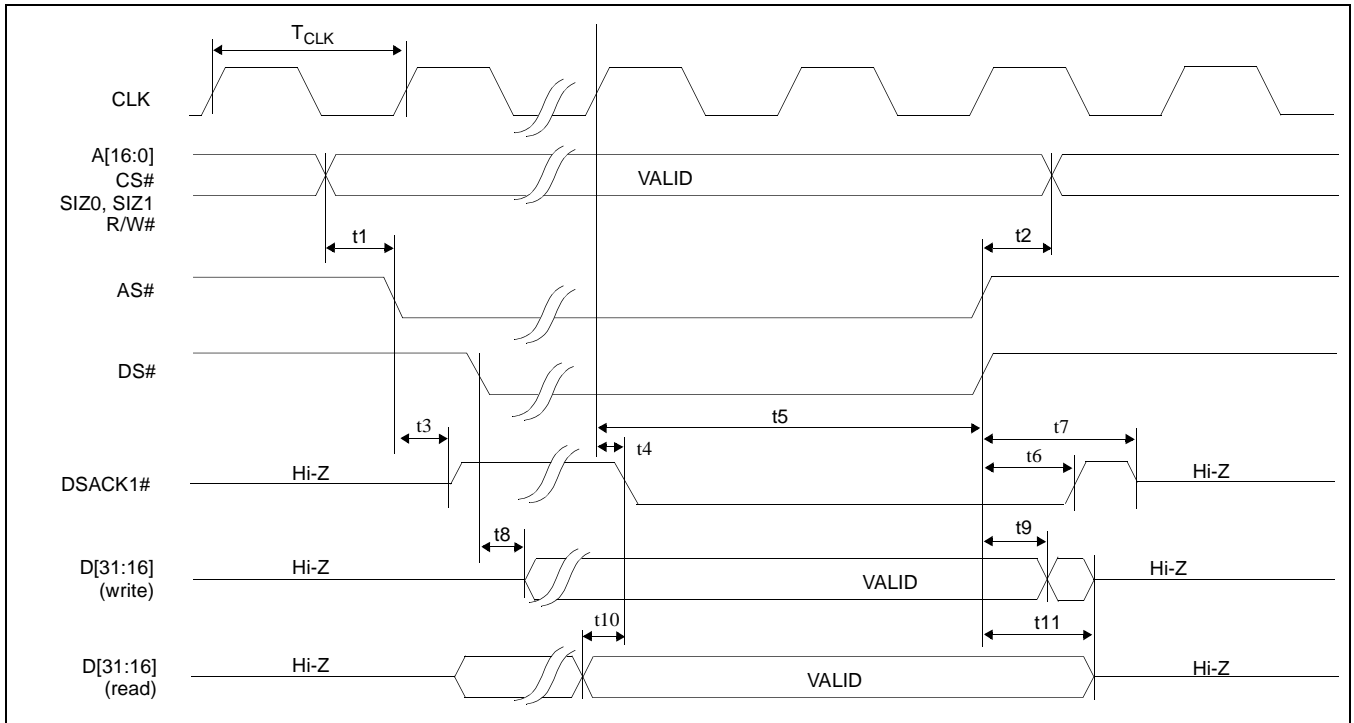 TCLK
CLK
A[16:0]
CS#
SIZ0, SIZ1
R/W#
VALID
t1
t2
AS#
DS#
t3
t4
t5
t6
t7
DSACK1#
Hi-Z
Hi-Z
t8
t9
D[31:16]
(write)
Hi-Z
VALID
Hi-Z
t10
t11
D[31:16]
(read)
Hi-Z
VALID
Hi-Z